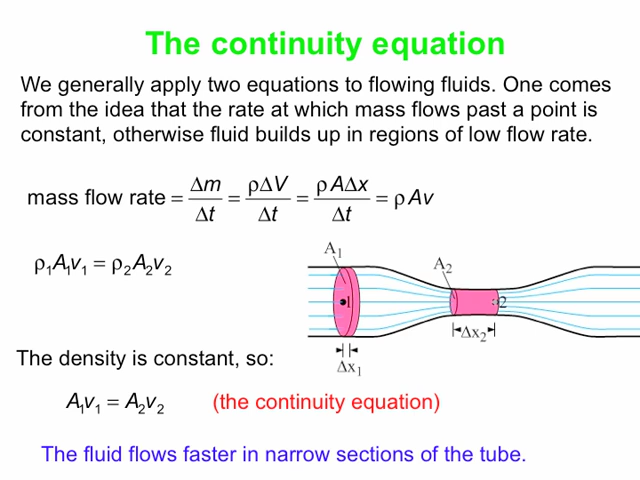 The continuity equation
We generally apply two equations to flowing fluids. One comes
from the idea that the rate at which mass flows past a point is
constant, otherwise fluid builds up in regions of low flow rate.
mass flow rate = Δm/Δt = ρΔV/Δt = ρAΔx/Δt = ρAv
ρ₁A₁v₁ = ρ₂A₂v₂
A₁
A₂
1
2
Δx₂
Δx₁
The density is constant, so:
A₁v₁ = A₂v₂ (the continuity equation)
The fluid flows faster in narrow sections of the tube.